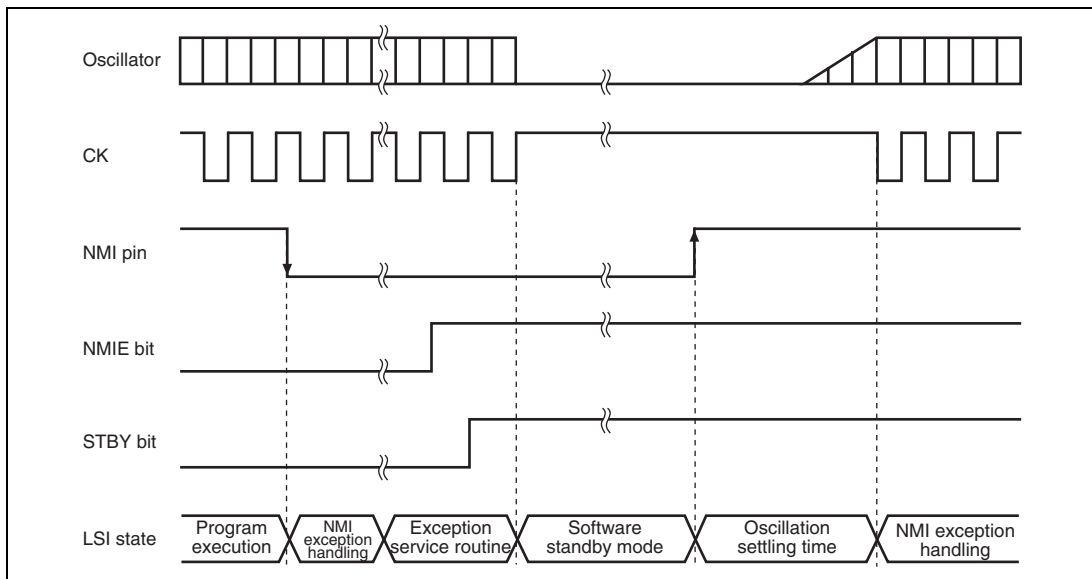 Oscillator
CK
NMI pin
NMIE bit
STBY bit
LSI state
Program
execution
NMI
exception
handling
Exception
service routine
Software
standby mode
Oscillation
settling time
NMI exception
handling